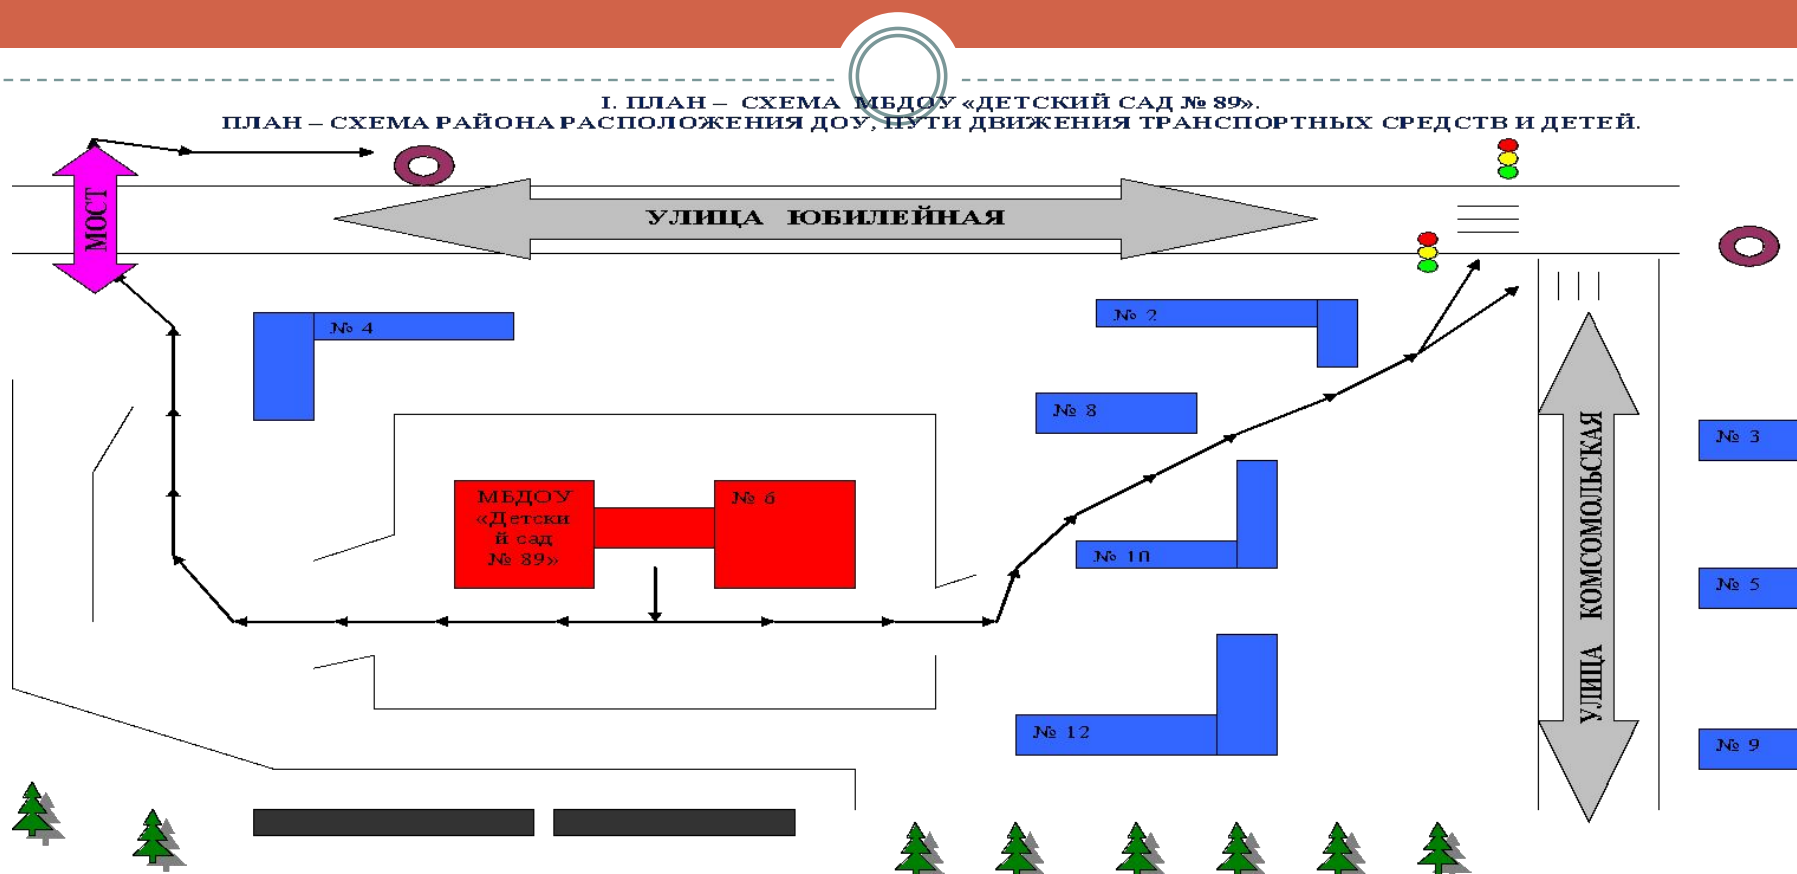 I. ПЛАН – СХЕМА МБДОУ «ДЕТСКИЙ САД № 89».
ПЛАН – СХЕМА РАЙОНА РАСПОЛОЖЕНИЯ ДОУ, ПУТИ ДВИЖЕНИЯ ТРАНСПОРТНЫХ СРЕДСТВ И ДЕТЕЙ.
МОСТ
УЛИЦА ЮБИЛЕЙНАЯ
№ 4
№ 2
№ 8
№ 3
МБДОУ
«Детски
й сад
№ 89»
№ 6
№ 10
УЛИЦА КОМСОМОЛЬСКАЯ
№ 5
№ 12
№ 9